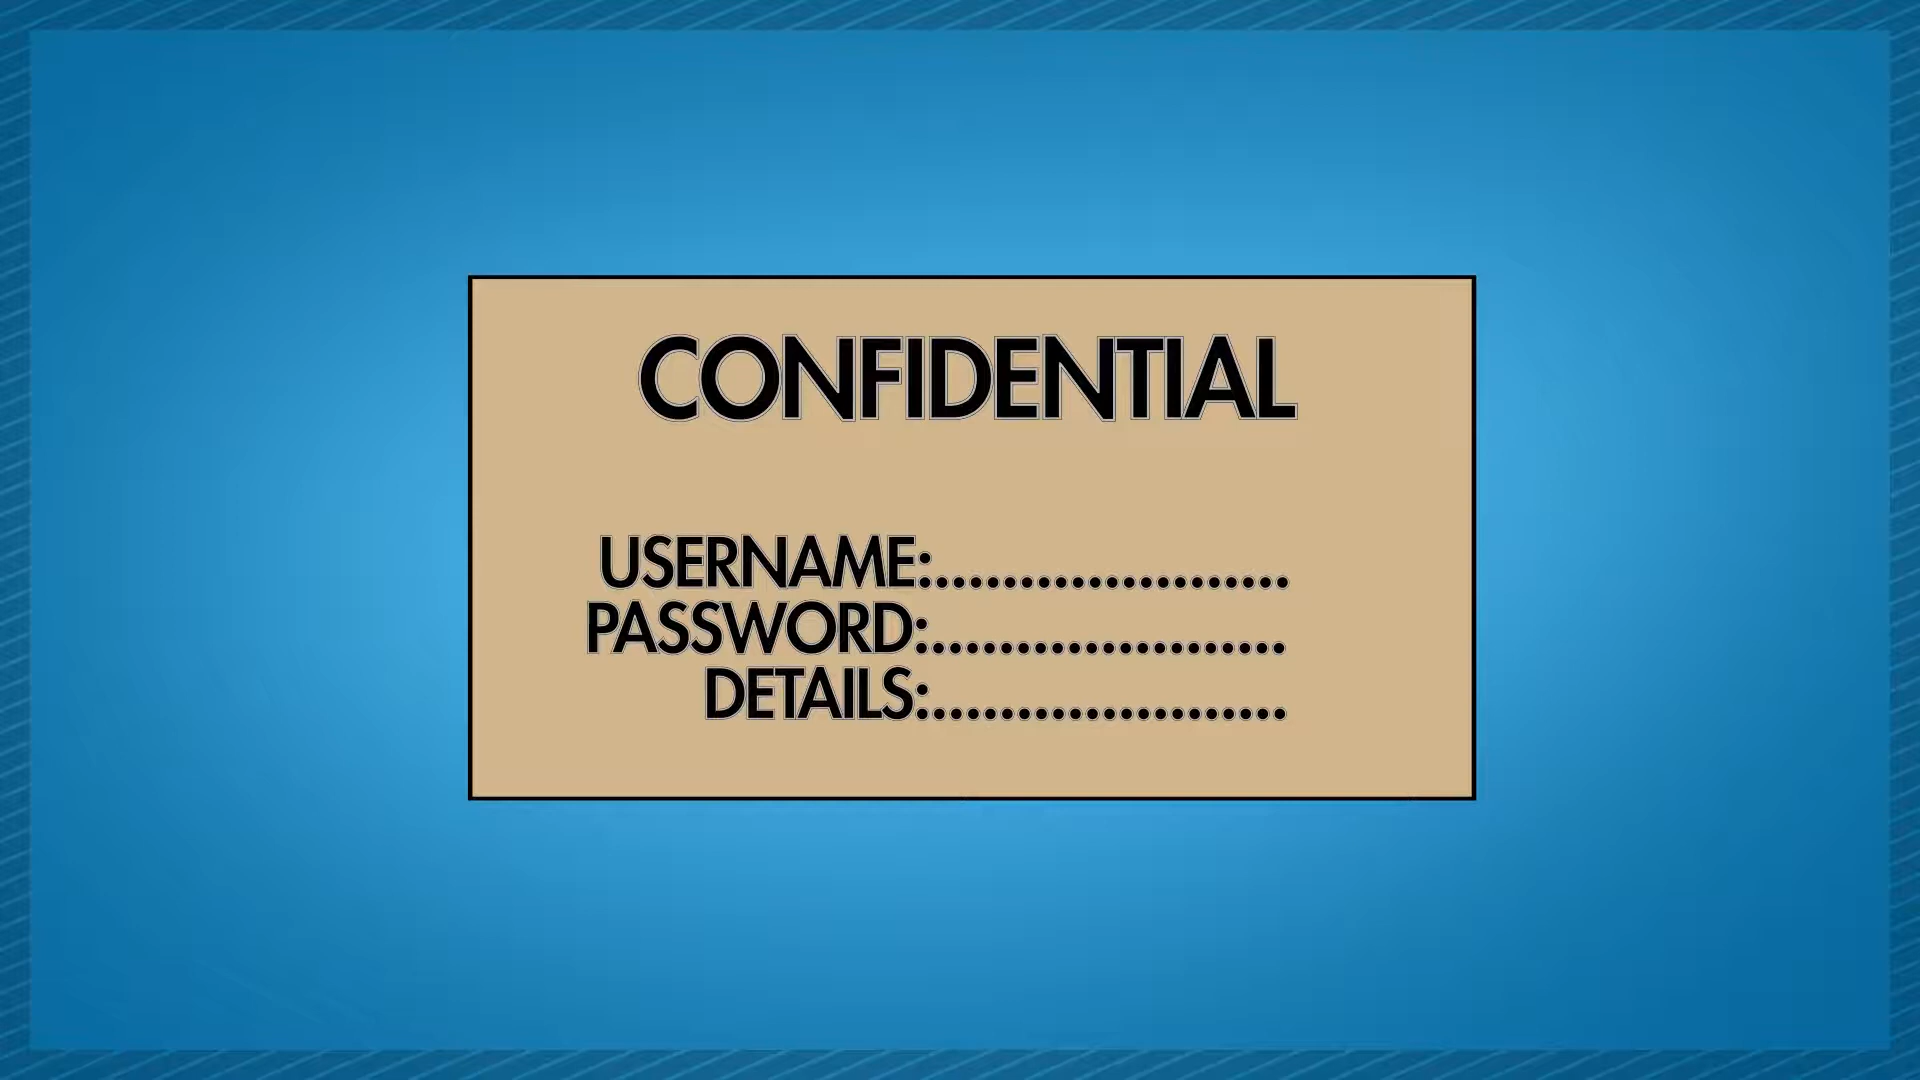 CONFIDENTIAL
USERNAME:.....................
PASSWORD:.....................
DETAILS:.....................